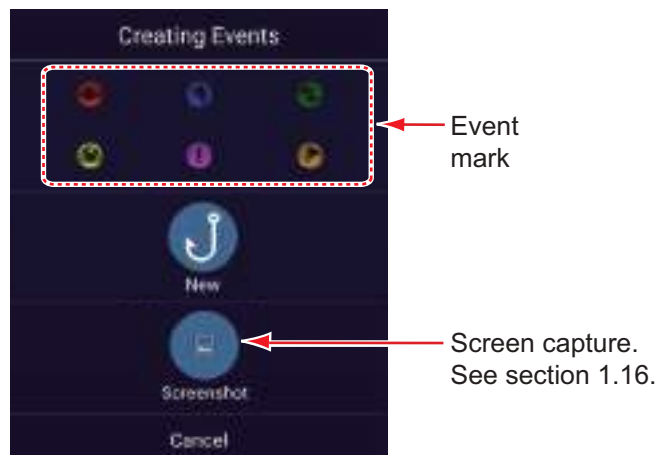 Creating Events
Event
mark
New
Screen capture.
See section 1.16.
Screenshot
Cancel